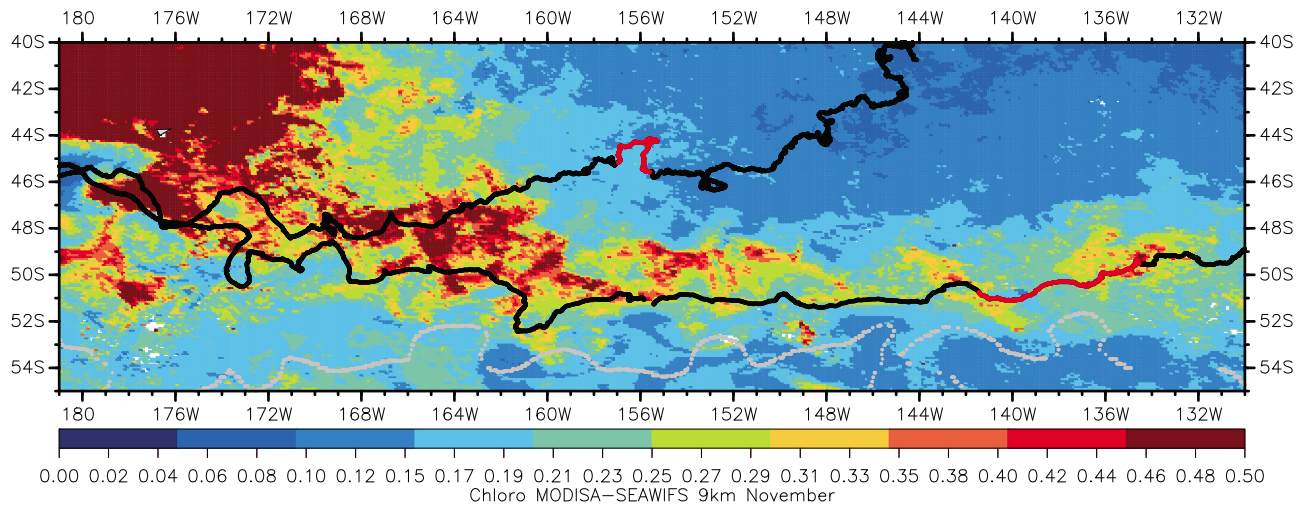 180 176W 172W 168W 164W 160W 156W 152W 148W 144W 140W 136W 132W
40S 40S
42S 42S
44S 44S
46S 46S
48S 48S
50S 50S
52S 52S
54S 54S
180 176W 172W 168W 164W 160W 156W 152W 148W 144W 140W 136W 132W
0.00 0.02 0.04 0.06 0.08 0.10 0.12 0.15 0.17 0.19 0.21 0.23 0.25 0.27 0.29 0.31 0.33 0.35 0.38 0.40 0.42 0.44 0.46 0.48 0.50
Chloro MODISA-SEAWIFS 9km November